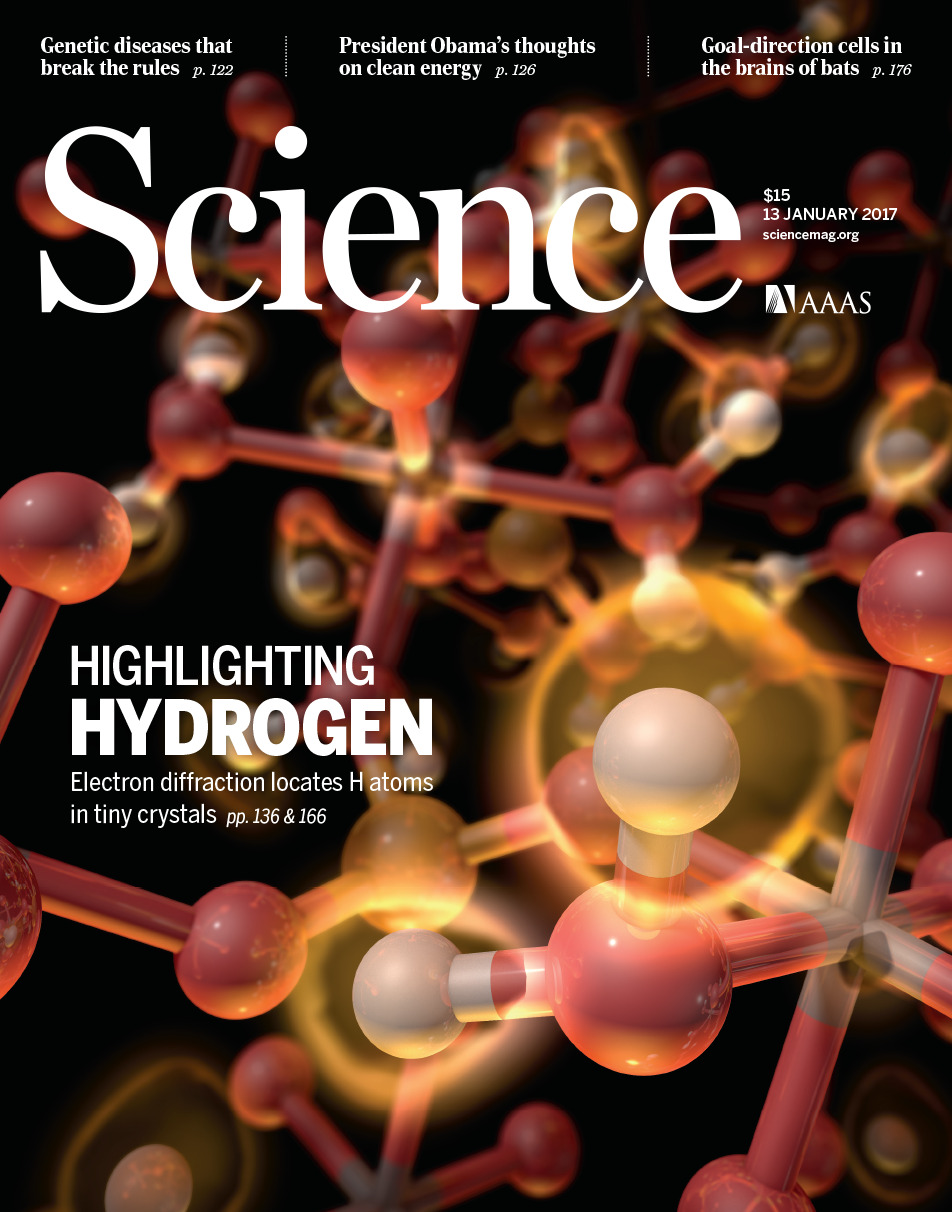 Genetic diseases that
break the rules p. 122
President Obama's thoughts
on clean energy p. 126
Goal-direction cells in
the brains of bats p. 176
Science
$15
13 JANUARY 2017
sciencemag.org
AAAS
HIGHLIGHTING
HYDROGEN
Electron diffraction locates H atoms
in tiny crystals pp. 136 & 166